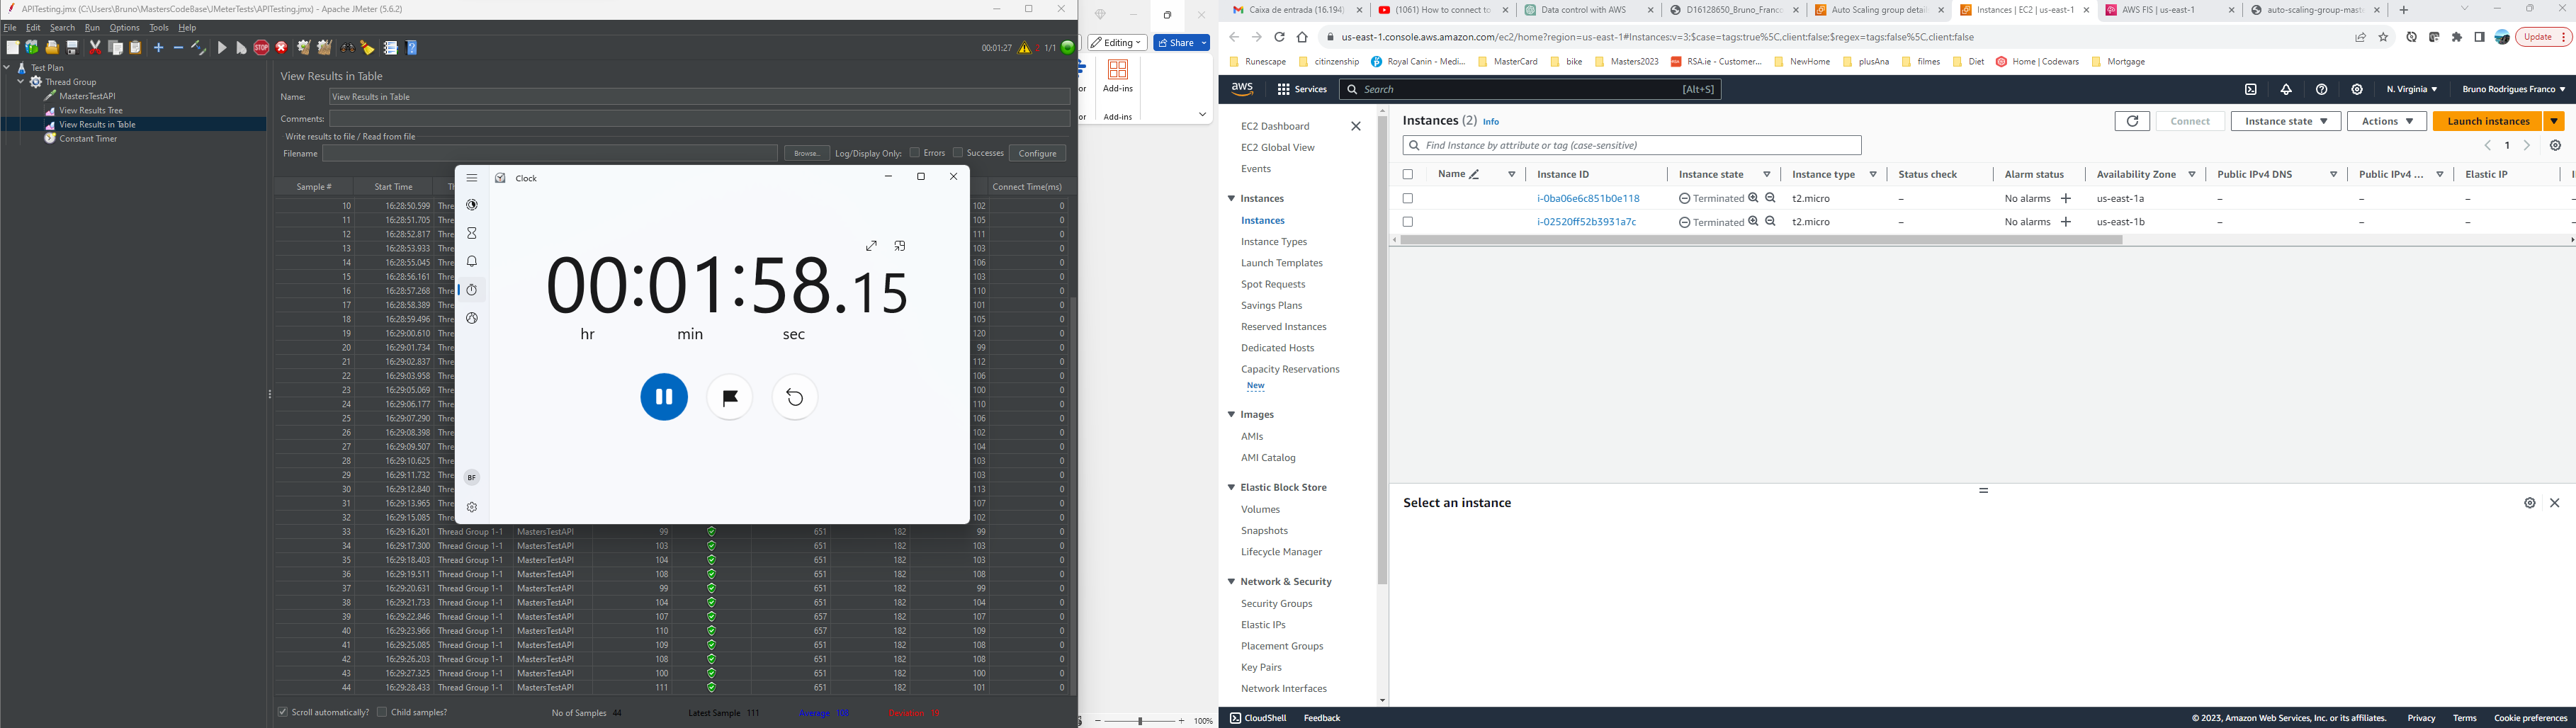 APITesting.jmx (C:\Users\Bruno\MastersCodeBase\JMeterTests\APITesting.jmx) - Apache JMeter (5.6.2)
File Edit Search Run Options Tools Help
00:01:27 1/1
Test Plan
Thread Group
MastersTestAPI
View Results Tree
View Results in Table
Constant Timer
View Results in Table
Name: View Results in Table
Comments:
Write results to file / Read from file
Filename Browse... Log/Display Only: Errors Successes Configure
Sample # Start Time Connect Time(ms)
10 16:28:50.599 Thre 102 0
11 16:28:51.705 Thre 105 0
12 16:28:52.817 Thre 111 0
13 16:28:53.933 Thre 103 0
14 16:28:55.045 Thre 106 0
15 16:28:56.161 Thre 103 0
16 16:28:57.268 Thre 110 0
17 16:28:58.389 Thre 101 0
18 16:28:59.496 Thre 105 0
19 16:29:00.610 Thre 120 0
20 16:29:01.734 Thre 99 0
21 16:29:02.837 Thre 112 0
22 16:29:03.958 Thre 106 0
23 16:29:05.069 Thre 100 0
24 16:29:06.177 Thre 110 0
25 16:29:07.290 Thre 106 0
26 16:29:08.398 Thre 102 0
27 16:29:09.507 Thre 104 0
28 16:29:10.625 Thre 103 0
29 16:29:11.732 Thre 103 0
30 16:29:12.840 Thre 113 0
31 16:29:13.965 Thre 107 0
32 16:29:15.085 Thre 102 0
33 16:29:16.201 Thread Group 1-1 MastersTestAPI 99 651 182 99 0
34 16:29:17.300 Thread Group 1-1 MastersTestAPI 103 651 182 103 0
35 16:29:18.403 Thread Group 1-1 MastersTestAPI 104 651 182 103 0
36 16:29:19.511 Thread Group 1-1 MastersTestAPI 108 651 182 108 0
37 16:29:20.631 Thread Group 1-1 MastersTestAPI 99 651 182 99 0
38 16:29:21.733 Thread Group 1-1 MastersTestAPI 104 651 182 104 0
39 16:29:22.846 Thread Group 1-1 MastersTestAPI 107 657 182 107 0
40 16:29:23.966 Thread Group 1-1 MastersTestAPI 110 657 182 109 0
41 16:29:25.085 Thread Group 1-1 MastersTestAPI 109 651 182 108 0
42 16:29:26.203 Thread Group 1-1 MastersTestAPI 108 651 182 108 0
43 16:29:27.325 Thread Group 1-1 MastersTestAPI 100 651 182 100 0
44 16:29:28.433 Thread Group 1-1 MastersTestAPI 111 651 182 101 0
Scroll automatically? Child samples? No of Samples 44 Latest Sample 111 Average 108 Deviation 19
Clock
00:01:58.15
hr min sec
BF
Editing Share
or Add-ins
or Add-ins
100%
Caixa de entrada (16.194) (1061) How to connect to Data control with AWS D16128650_Bruno_Franco Auto Scaling group detail Instances | EC2 | us-east-1 AWS FIS | us-east-1 auto-scaling-group-mast
us-east-1.console.aws.amazon.com/ec2/home?region=us-east-1#Instances:v=3;$case=tags:true%5C,client:false;$regex=tags:false%5C,client:false Update
Runescape citinzenship Royal Canin - Medi... MasterCard bike Masters2023 RSA.ie - Customer... NewHome plusAna filmes Diet Home | Codewars Mortgage
aws Services Search [Alt+S] N. Virginia Bruno Rodrigues Franco
EC2 Dashboard
EC2 Global View
Events
Instances
Instances
Instance Types
Launch Templates
Spot Requests
Savings Plans
Reserved Instances
Dedicated Hosts
Capacity Reservations
New
Images
AMIs
AMI Catalog
Elastic Block Store
Volumes
Snapshots
Lifecycle Manager
Network & Security
Security Groups
Elastic IPs
Placement Groups
Key Pairs
Network Interfaces
Instances (2) Info Connect Instance state Actions Launch instances
Find Instance by attribute or tag (case-sensitive) 1
Name Instance ID Instance state Instance type Status check Alarm status Availability Zone Public IPv4 DNS Public IPv4 ... Elastic IP
i-0ba06e6c851b0e118 Terminated t2.micro – No alarms us-east-1a – – –
i-02520ff52b3931a7c Terminated t2.micro – No alarms us-east-1b – – –
Select an instance
CloudShell Feedback © 2023, Amazon Web Services, Inc. or its affiliates. Privacy Terms Cookie preferences